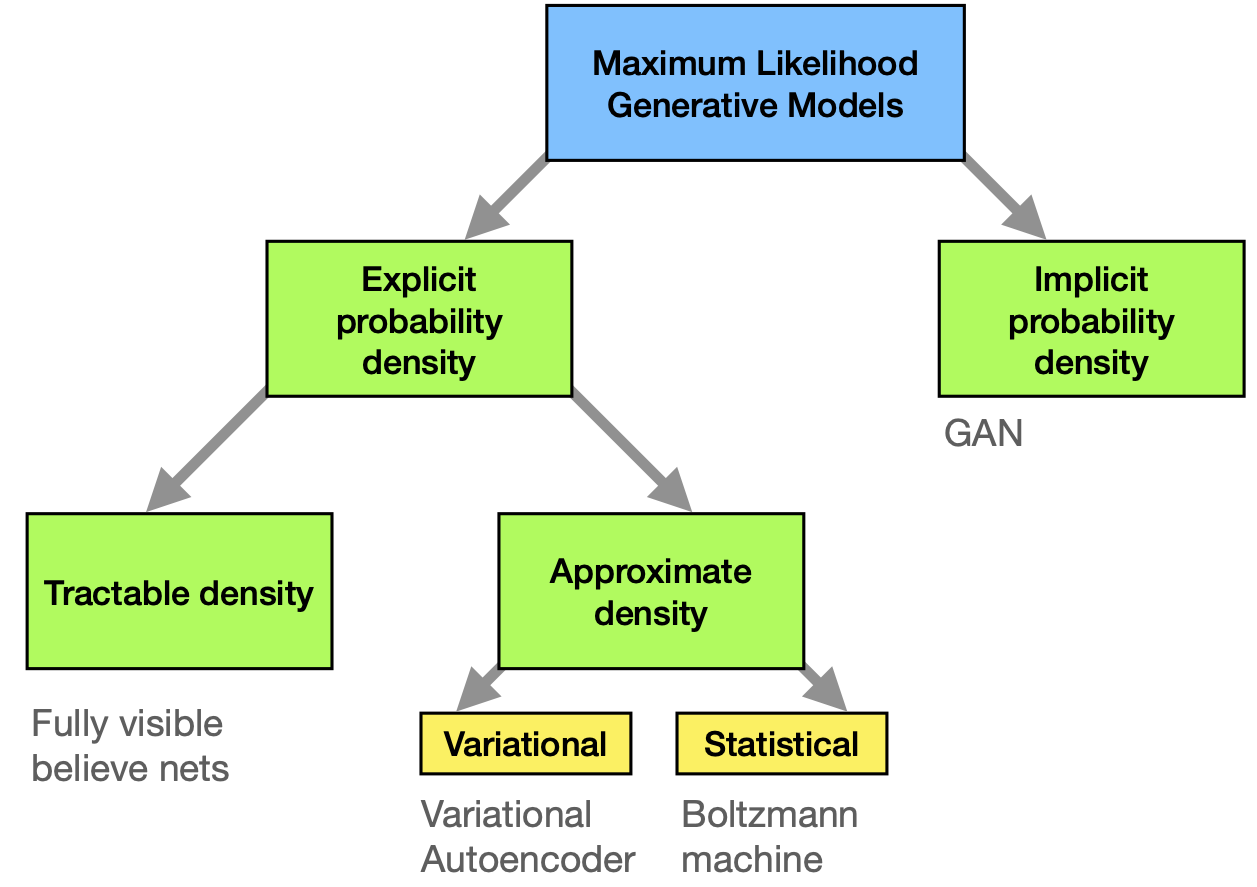 Maximum Likelihood
Generative Models
Explicit
probability
density
Implicit
probability
density
GAN
Tractable density
Approximate
density
Fully visible
believe nets
Variational
Statistical
Variational
Autoencoder
Boltzmann
machine